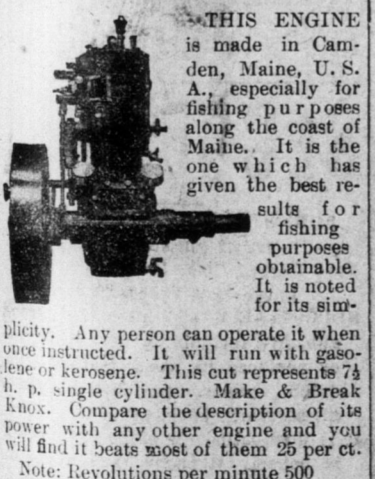 THIS ENGINE
is made in Cam-
den, Maine, U. S.
A., especially for
fishing purposes
along the coast of
Maine. It is the
one which has
given the best re-
sults for
fishing
purposes
obtainable.
It is noted
for its sim-
plicity. Any person can operate it when
once instructed. It will run with gaso-
lene or kerosene. This cut represents 7½
h. p. single cylinder. Make & Break
Knox. Compare the description of its
power with any other engine and you
will find it beats most of them 25 per ct.
Note: Revolutions per minute 500